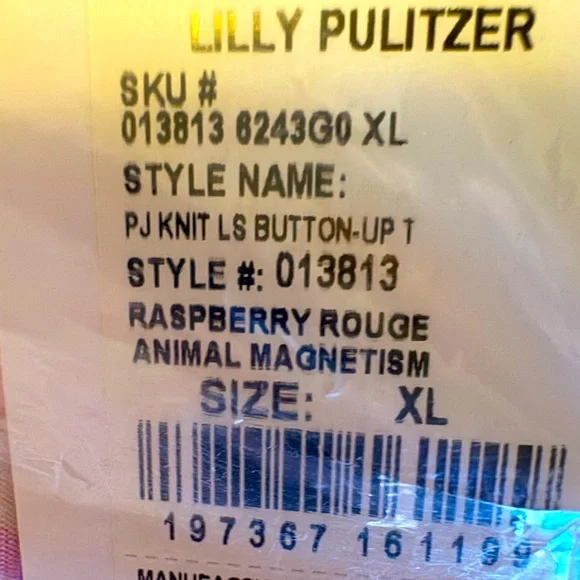 LILLY PULITZER
SKU #
013813 6243G0 XL
STYLE NAME:
PJ KNIT LS BUTTON-UP T
STYLE #: 013813
RASPBERRY ROUGE
ANIMAL MAGNETISM
SIZE: XL
197367 161199